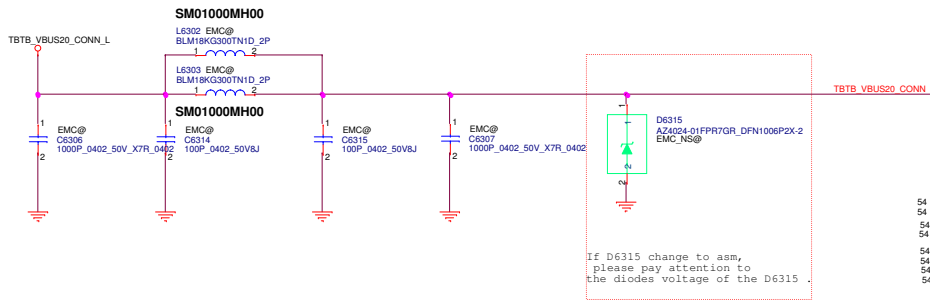 SM01000MH00
L6302 EMC@
BLM18KG300TN1D_2P
1 2
TBTB_VBUS20_CONN_L
L6303 EMC@
BLM18KG300TN1D_2P
1 2
TBTB_VBUS20_CONN
SM01000MH00
1
EMC@
C6306
1000P_0402_50V_X7R_0402
2
1
EMC@
C6314
100P_0402_50V8J
2
1
EMC@
C6315
100P_0402_50V8J
2
1
EMC@
C6307
1000P_0402_50V_X7R_0402
2
1
1
D6315
AZ4024-01FPR7GR_DFN1006P2X-2
EMC_NS@
2
2
If D6315 change to asm,
please pay attention to
the diodes voltage of the D6315 .
54
54
54
54
54
54
54
54